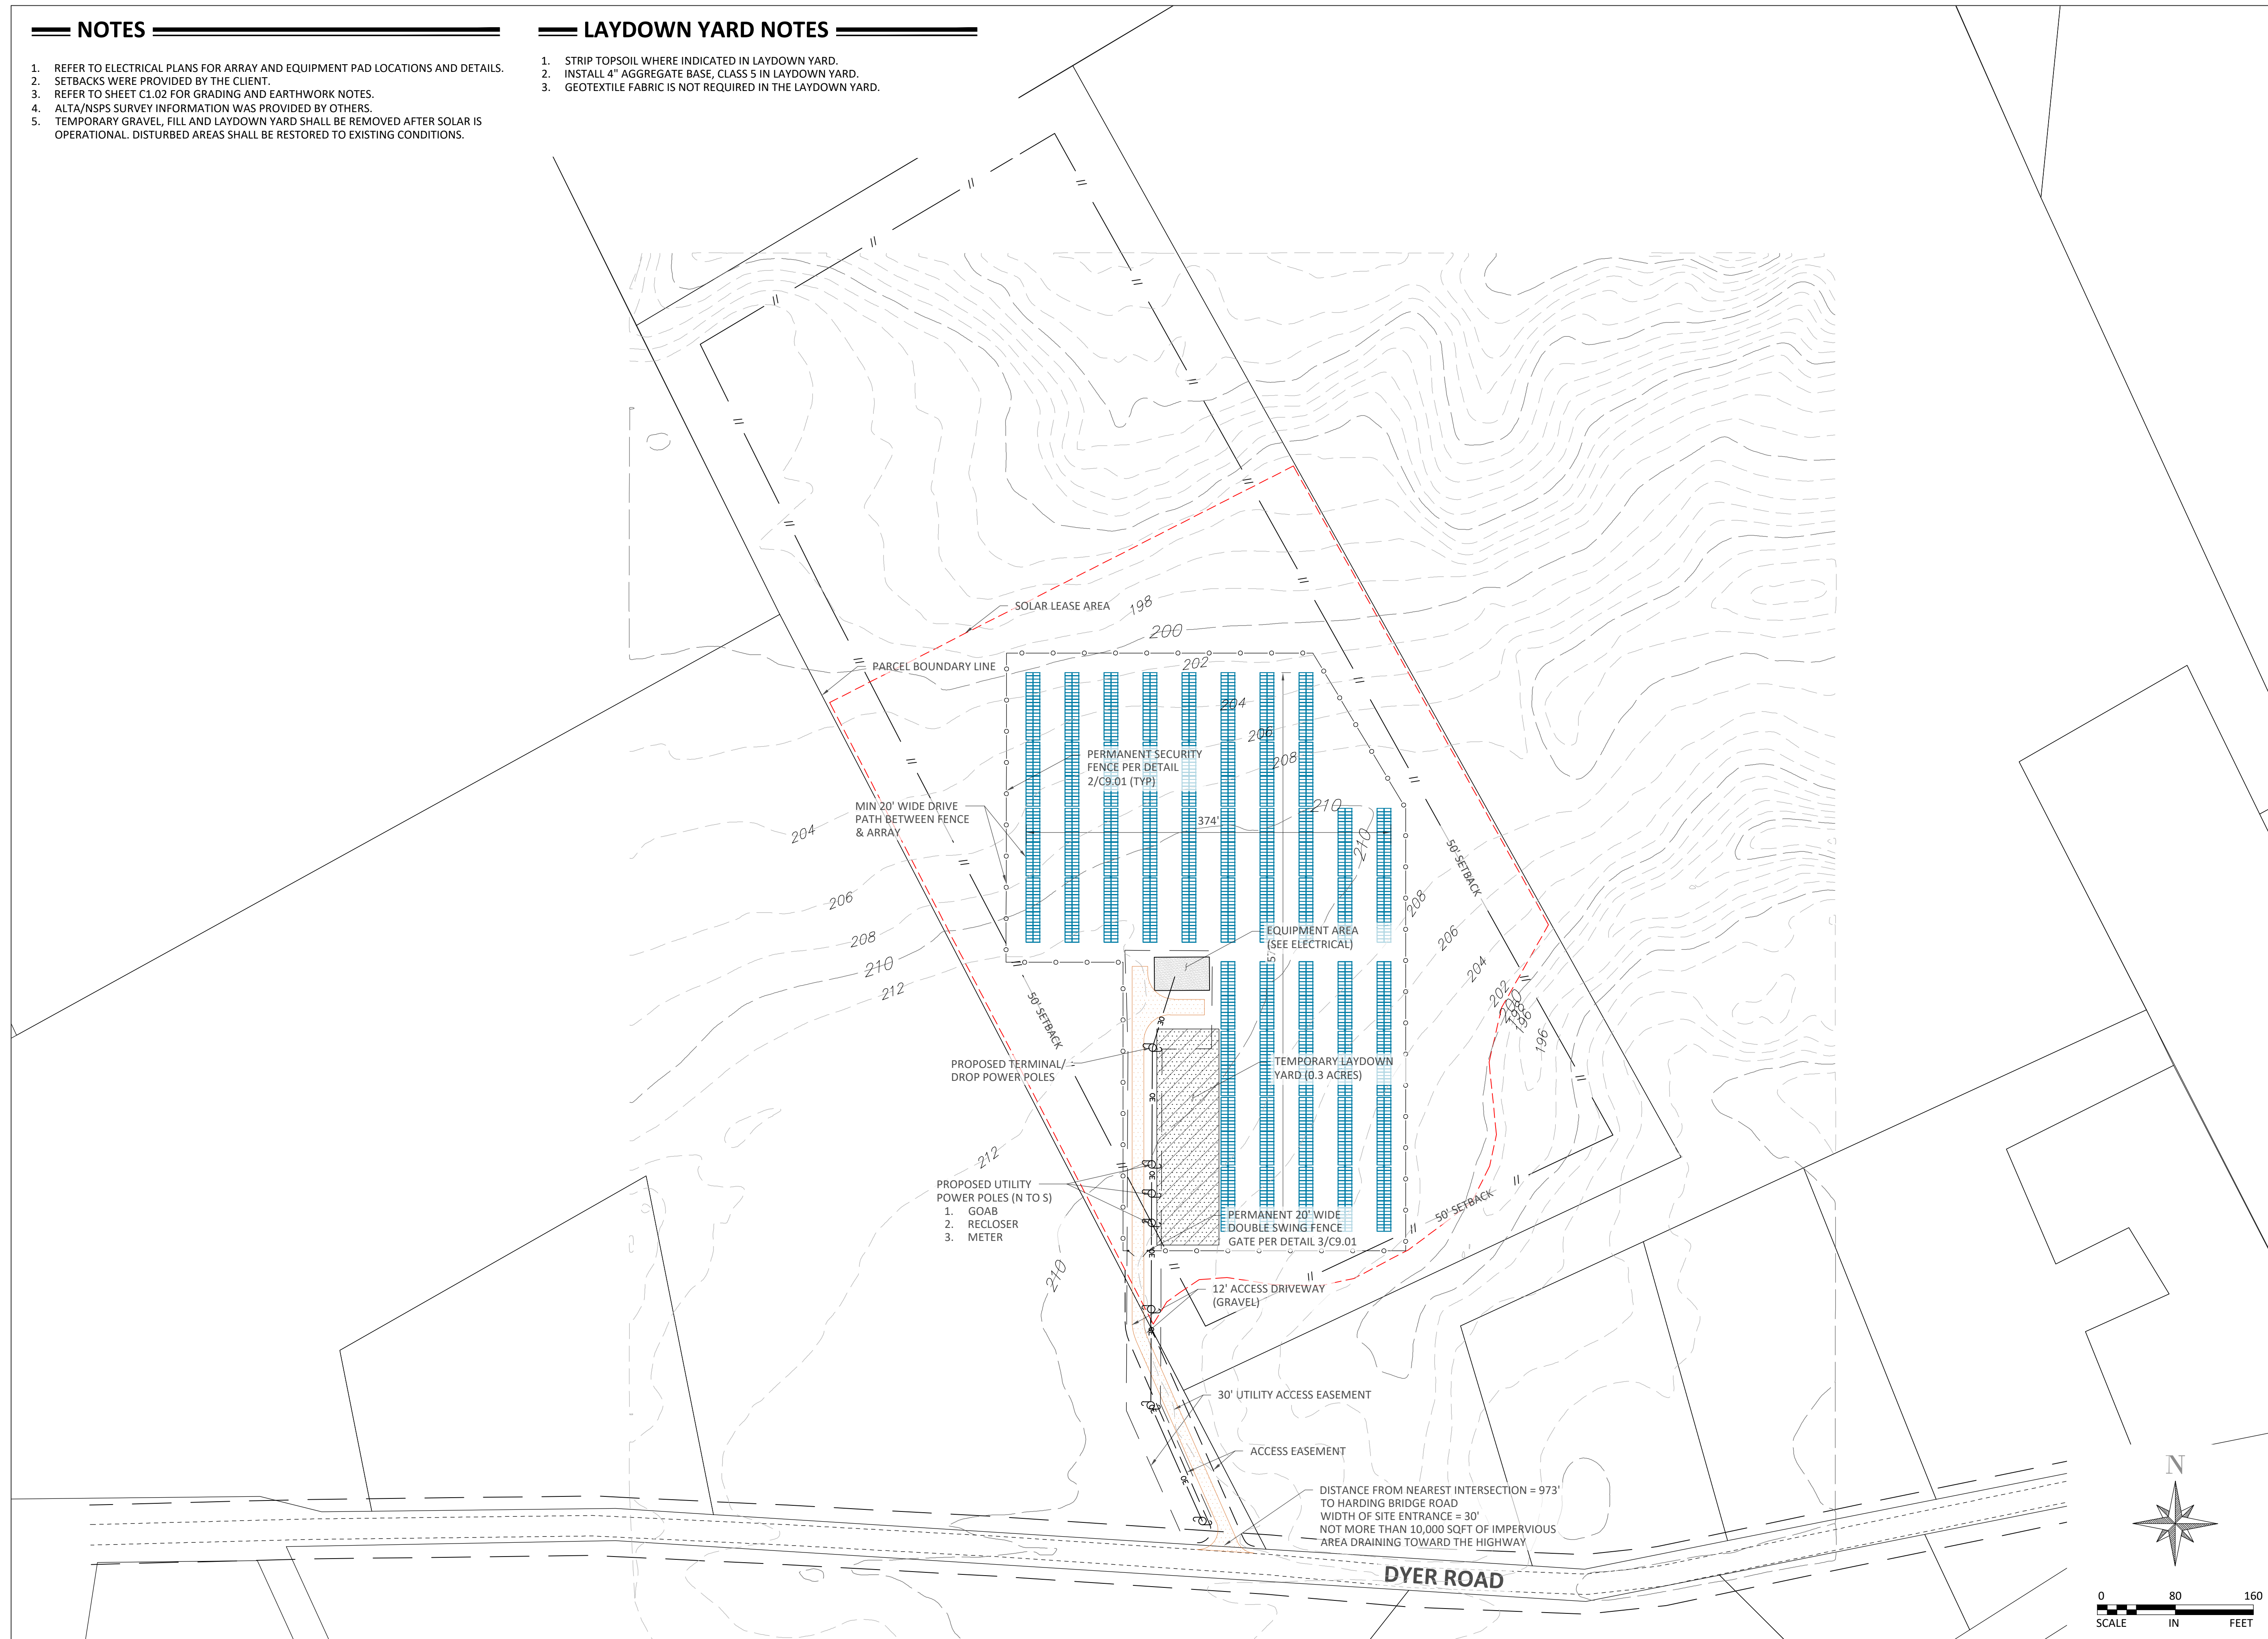 NOTES
1. REFER TO ELECTRICAL PLANS FOR ARRAY AND EQUIPMENT PAD LOCATIONS AND DETAILS.
2. SETBACKS WERE PROVIDED BY THE CLIENT.
3. REFER TO SHEET C1.02 FOR GRADING AND EARTHWORK NOTES.
4. ALTA/NSPS SURVEY INFORMATION WAS PROVIDED BY OTHERS.
5. TEMPORARY GRAVEL, FILL AND LAYDOWN YARD SHALL BE REMOVED AFTER SOLAR IS
OPERATIONAL. DISTURBED AREAS SHALL BE RESTORED TO EXISTING CONDITIONS.
LAYDOWN YARD NOTES
1. STRIP TOPSOIL WHERE INDICATED IN LAYDOWN YARD.
2. INSTALL 4" AGGREGATE BASE, CLASS 5 IN LAYDOWN YARD.
3. GEOTEXTILE FABRIC IS NOT REQUIRED IN THE LAYDOWN YARD.
SOLAR LEASE AREA
198
200
PARCEL BOUNDARY LINE
202
204
206
208
PERMANENT SECURITY
FENCE PER DETAIL
2/C9.01 (TYP)
MIN 20' WIDE DRIVE
PATH BETWEEN FENCE
& ARRAY
210
374'
210
204
206
208
210
212
50' SETBACK
208
206
204
202
200
198
196
196
EQUIPMENT AREA
(SEE ELECTRICAL)
50' SETBACK
OE
PROPOSED TERMINAL/
DROP POWER POLES
TEMPORARY LAYDOWN
YARD (0.3 ACRES)
OE
212
OE
PROPOSED UTILITY
POWER POLES (N TO S)
1. GOAB
2. RECLOSER
3. METER
50' SETBACK
PERMANENT 20' WIDE
DOUBLE SWING FENCE
GATE PER DETAIL 3/C9.01
OE
210
12' ACCESS DRIVEWAY
(GRAVEL)
30' UTILITY ACCESS EASEMENT
OE
ACCESS EASEMENT
OE
DISTANCE FROM NEAREST INTERSECTION = 973'
TO HARDING BRIDGE ROAD
WIDTH OF SITE ENTRANCE = 30'
NOT MORE THAN 10,000 SQFT OF IMPERVIOUS
AREA DRAINING TOWARD THE HIGHWAY
DYER ROAD
N
0 80 160
SCALE IN FEET